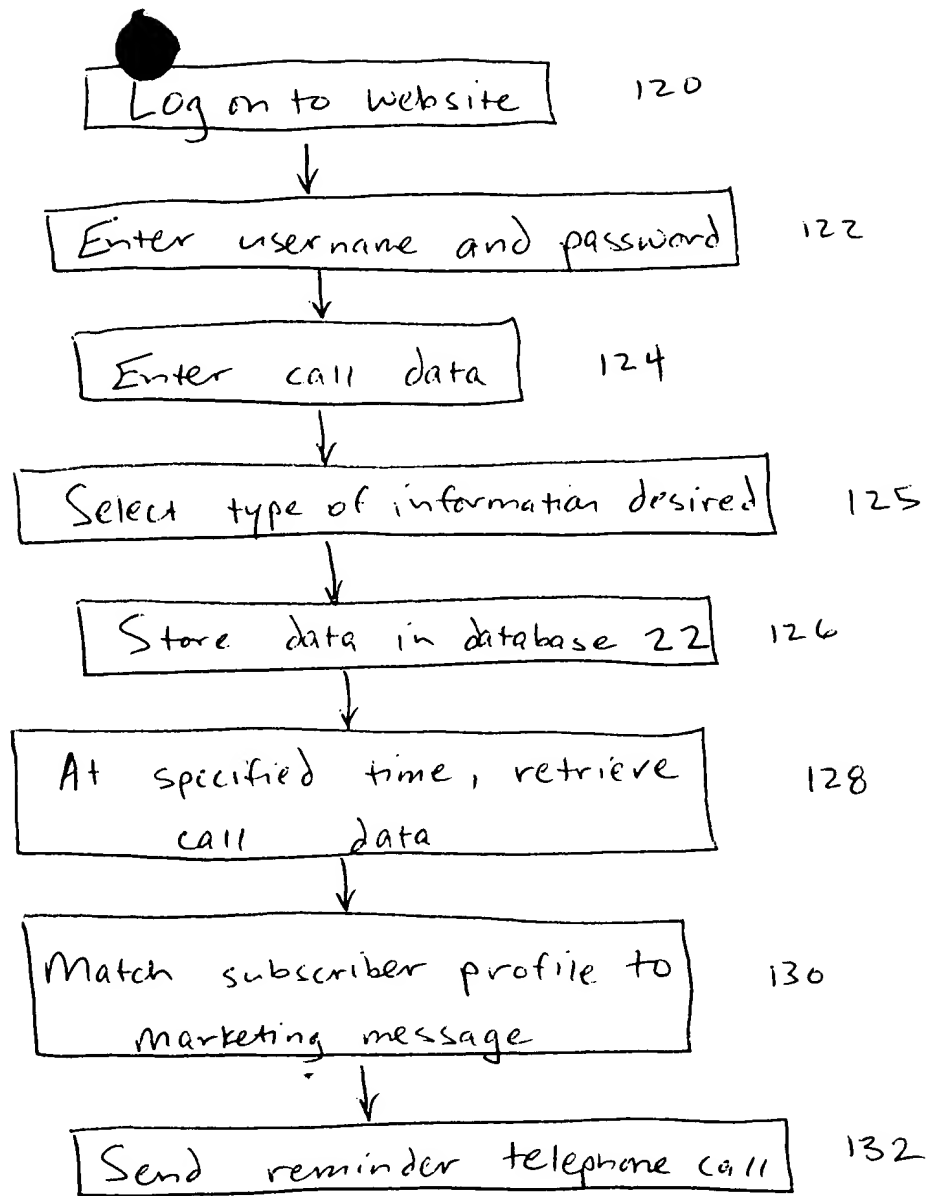 Log on to website 120
Enter username and password 122
Enter call data 124
Select type of information desired 125
Store data in database 22 126
At specified time, retrieve 128
call data
Match subscriber profile to 130
marketing message
Send reminder telephone call 132